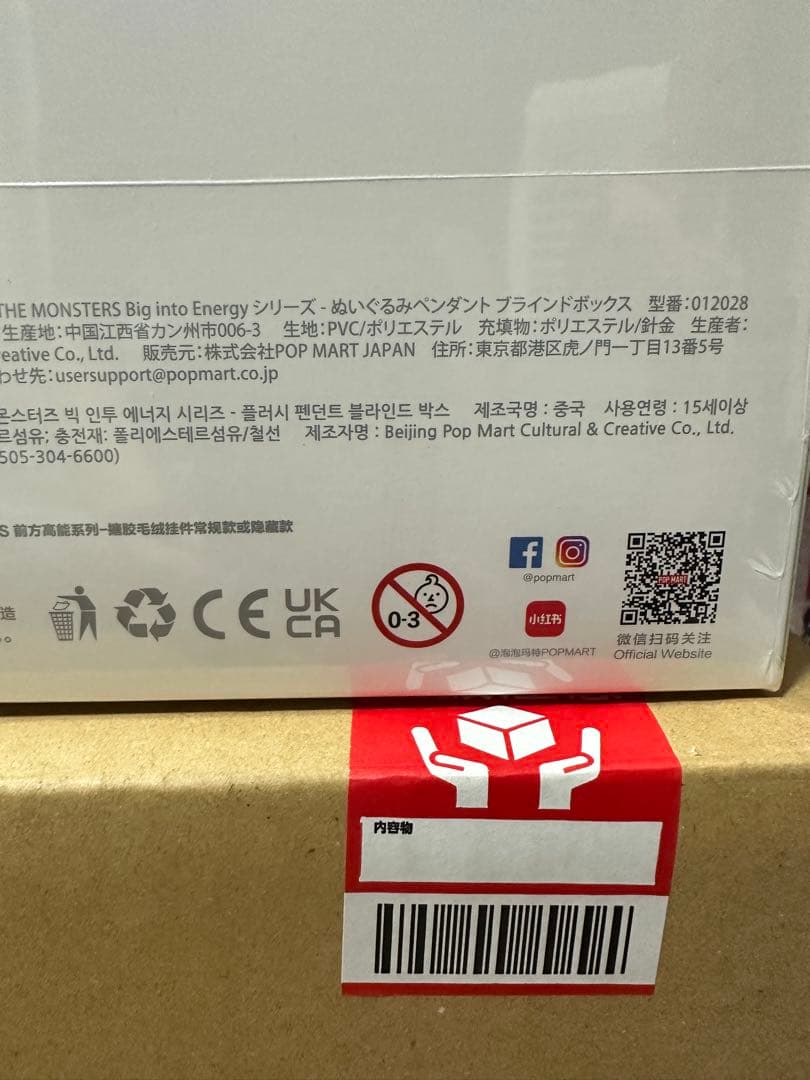 THE MONSTERS Big into Energy シリーズ - ぬいぐるみペンダント ブラインドボックス 型番:012028
生産地:中国江西省カン州市006-3 生地:PVC/ポリエステル 充填物:ポリエステル/針金 生産者:
reative Co., Ltd. 販売元:株式会社POP MART JAPAN 住所:東京都港区虎ノ門一丁目13番5号
わせ先:usersupport@popmart.co.jp
몬스터즈 빅 인투 에너지 시리즈 - 플러시 펜던트 블라인드 박스 제조국명 : 중국 사용연령 : 15세이상
르섬유; 충전재: 폴리에스테르섬유/철선 제조자명 : Beijing Pop Mart Cultural & Creative Co., Ltd.
505-304-6600)
S 前方高能系列-搪胶毛绒挂件常规款或隐藏款
造
CE UK CA
0-3
@popmart
小红书
@泡泡玛特POPMART
POP MART
微信扫码关注
Official Website
内容物